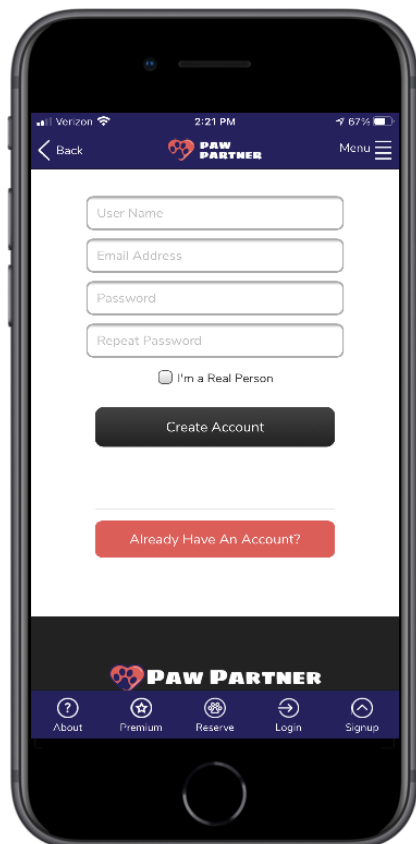 Verizon 2:21 PM 67%
Back PAW PARTNER Menu
User Name
Email Address
Password
Repeat Password
I'm a Real Person
Create Account
Already Have An Account?
PAW PARTNER
About Premium Reserve Login Signup